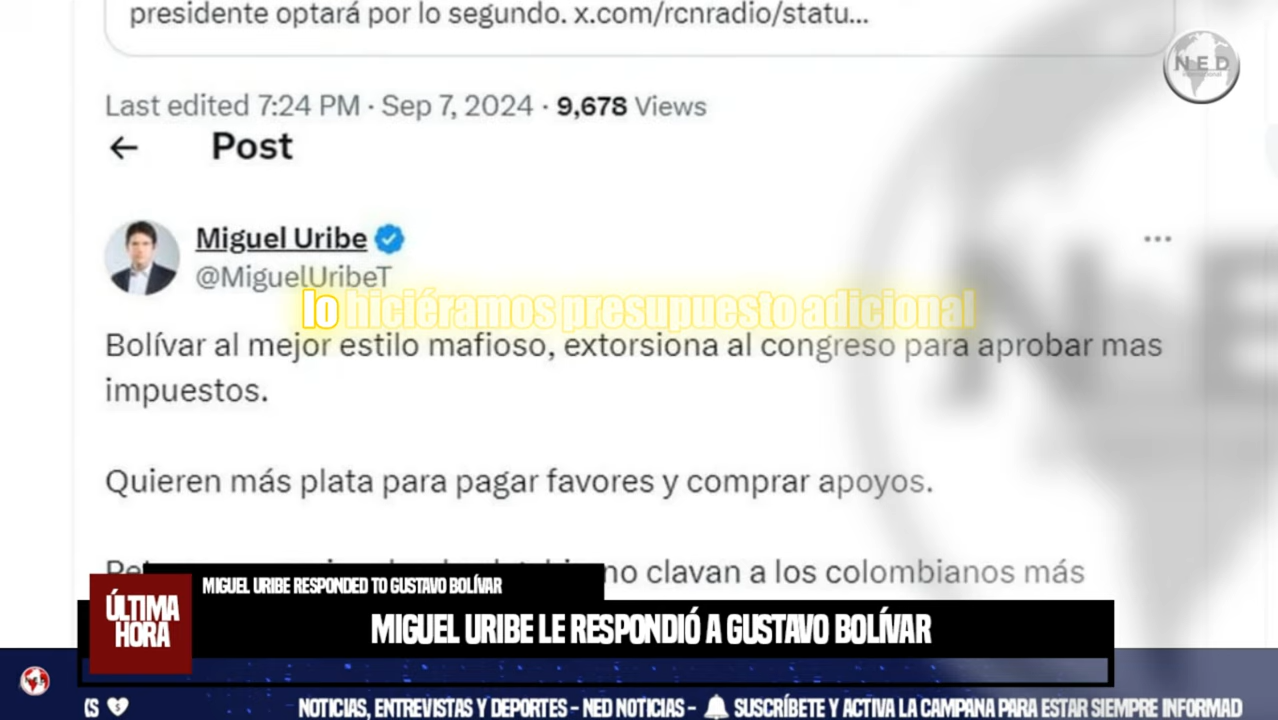 presidente optará por lo segundo. x.com/rcnradio/statu...
NED
Last edited 7:24 PM · Sep 7, 2024 · 9,678 Views
← Post
Miguel Uribe
@MiguelUribeT
lo hiciéramos presupuesto adicional
Bolívar al mejor estilo mafioso, extorsiona al congreso para aprobar mas
impuestos.
Quieren más plata para pagar favores y comprar apoyos.
no clavan a los colombianos más
MIGUEL URIBE RESPONDED TO GUSTAVO BOLÍVAR
ÚLTIMA
HORA
MIGUEL URIBE LE RESPONDIÓ A GUSTAVO BOLÍVAR
NOTICIAS, ENTREVISTAS Y DEPORTES - NED NOTICIAS - SUSCRÍBETE Y ACTIVA LA CAMPANA PARA ESTAR SIEMPRE INFORMAD